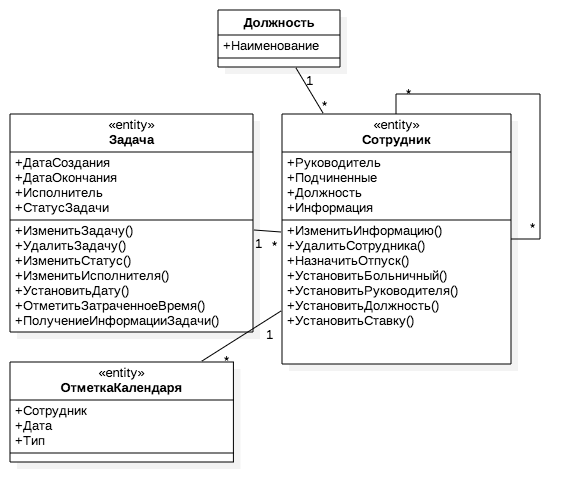 Должность
+Наименование
1
*
*
«entity»
Задача
+ДатаСоздания
+ДатаОкончания
+Исполнитель
+СтатусЗадачи
+ИзменитьЗадачу()
+УдалитьЗадачу()
+ИзменитьСтатус()
+ИзменитьИсполнителя()
+УстановитьДату()
+ОтметитьЗатраченноеВремя()
+ПолучениеИнформацииЗадачи()
«entity»
Сотрудник
+Руководитель
+Подчиненные
+Должность
+Информация
+ИзменитьИнформацию()
+УдалитьСотрудника()
+НазначитьОтпуск()
+УстановитьБольничный()
+УстановитьРуководителя()
+УстановитьДолжность()
+УстановитьСтавку()
*
1
*
1
*
«entity»
ОтметкаКалендаря
+Сотрудник
+Дата
+Тип